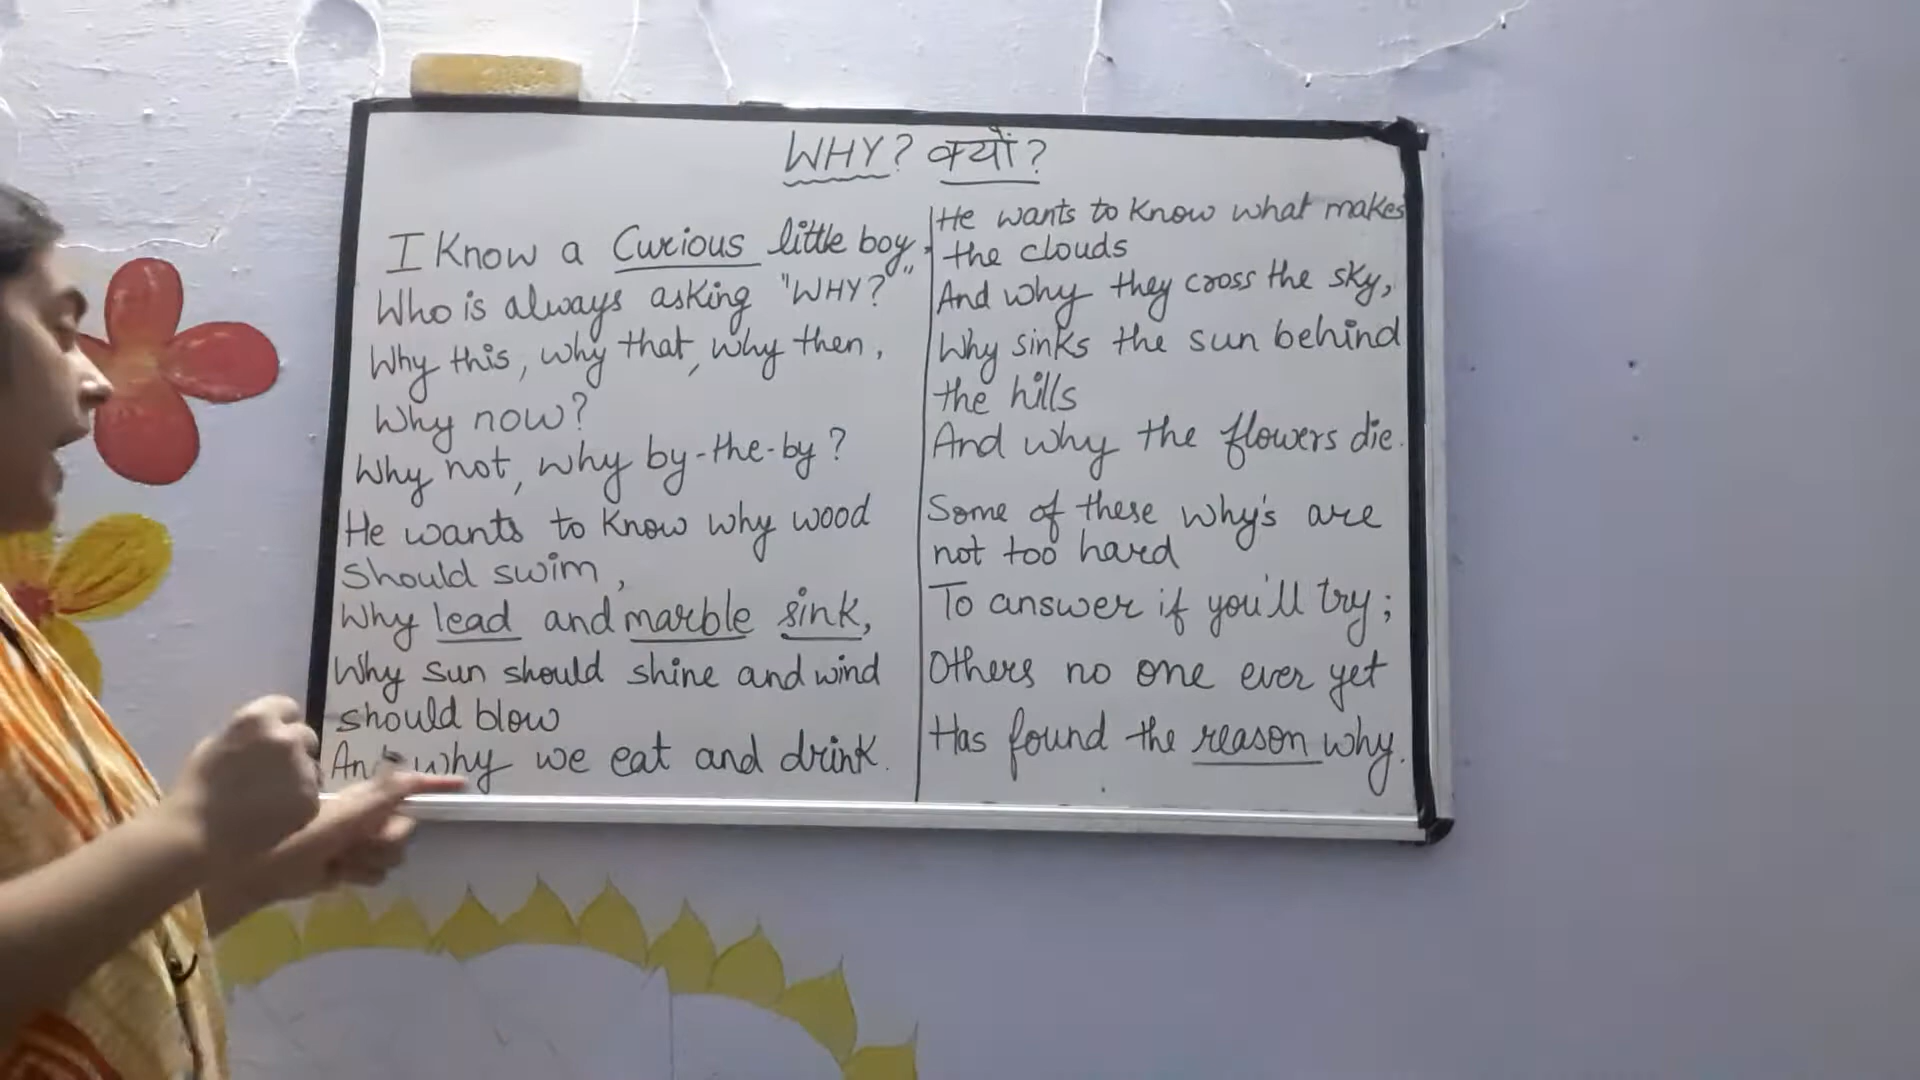 WHY? क्यों?
I Know a Curious little boy,
Who is always asking "WHY?"
Why this, why that, why then,
Why now?
Why not, why by-the-by?
He wants to know why wood
should swim,
Why lead and marble sink,
Why sun should shine and wind
should blow
And why we eat and drink.
He wants to know what makes
the clouds
And why they cross the sky,
Why sinks the sun behind
the hills
And why the flowers die.
Some of these why's are
not too hard
To answer if you'll try;
Others no one ever yet
Has found the reason why.